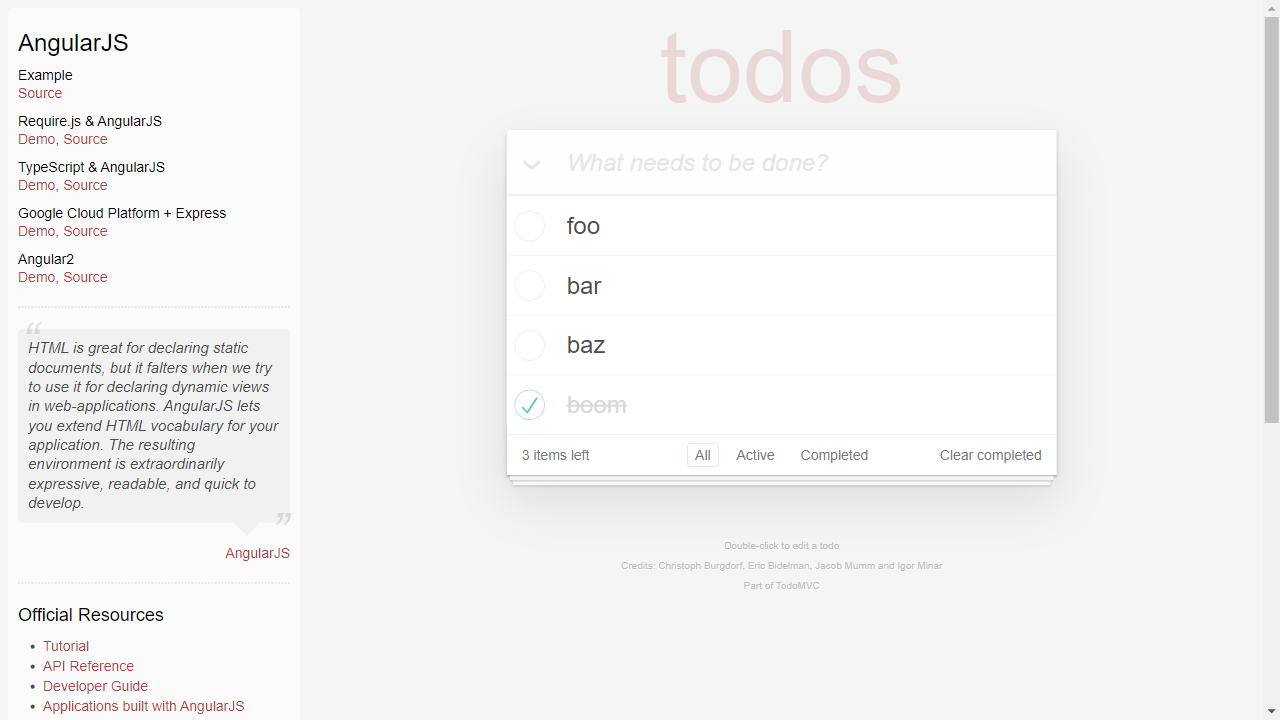 AngularJS
Example
Source
Require.js & AngularJS
Demo, Source
TypeScript & AngularJS
Demo, Source
Google Cloud Platform + Express
Demo, Source
Angular2
Demo, Source
“
HTML is great for declaring static
documents, but it falters when we try
to use it for declaring dynamic views
in web-applications. AngularJS lets
you extend HTML vocabulary for your
application. The resulting
environment is extraordinarily
expressive, readable, and quick to
develop.
”
AngularJS
Official Resources
• Tutorial
• API Reference
• Developer Guide
• Applications built with AngularJS
todos
What needs to be done?
foo
bar
baz
boom
3 items left All Active Completed Clear completed
Double-click to edit a todo
Credits: Christoph Burgdorf, Eric Bidelman, Jacob Mumm and Igor Minar
Part of TodoMVC